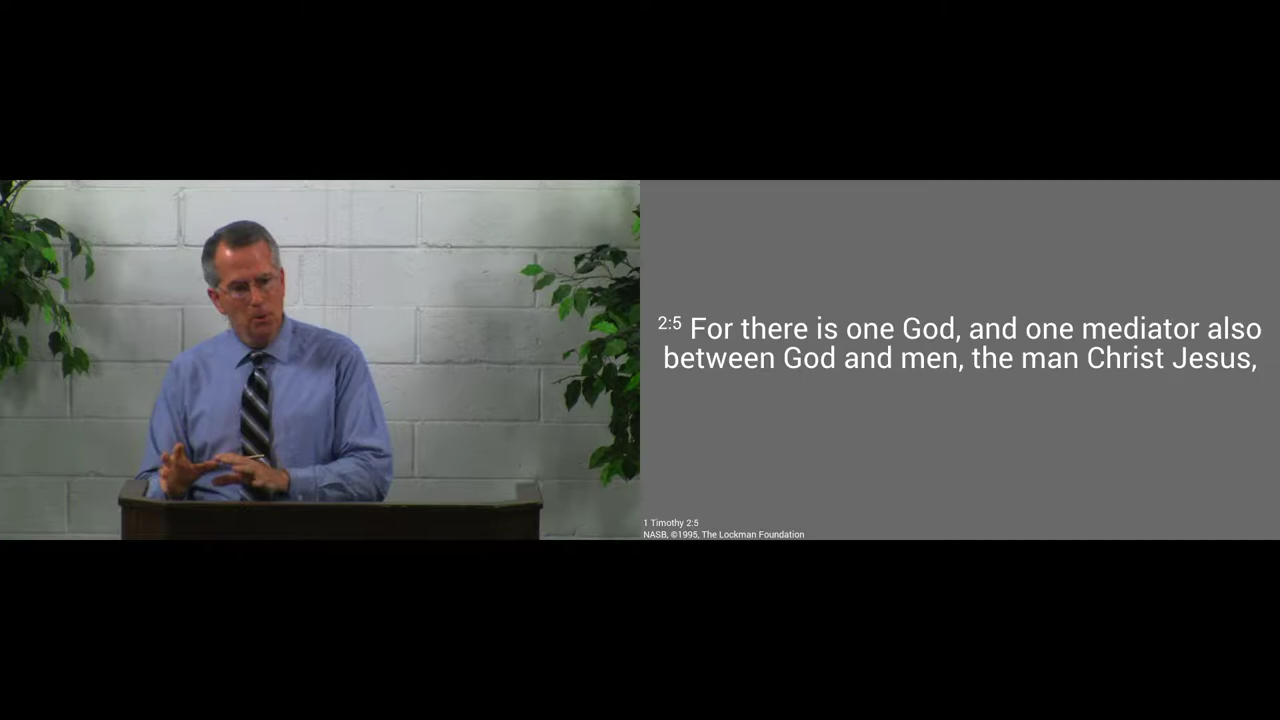 2:5 For there is one God, and one mediator also
between God and men, the man Christ Jesus,
1 Timothy 2:5
NASB, ©1995, The Lockman Foundation